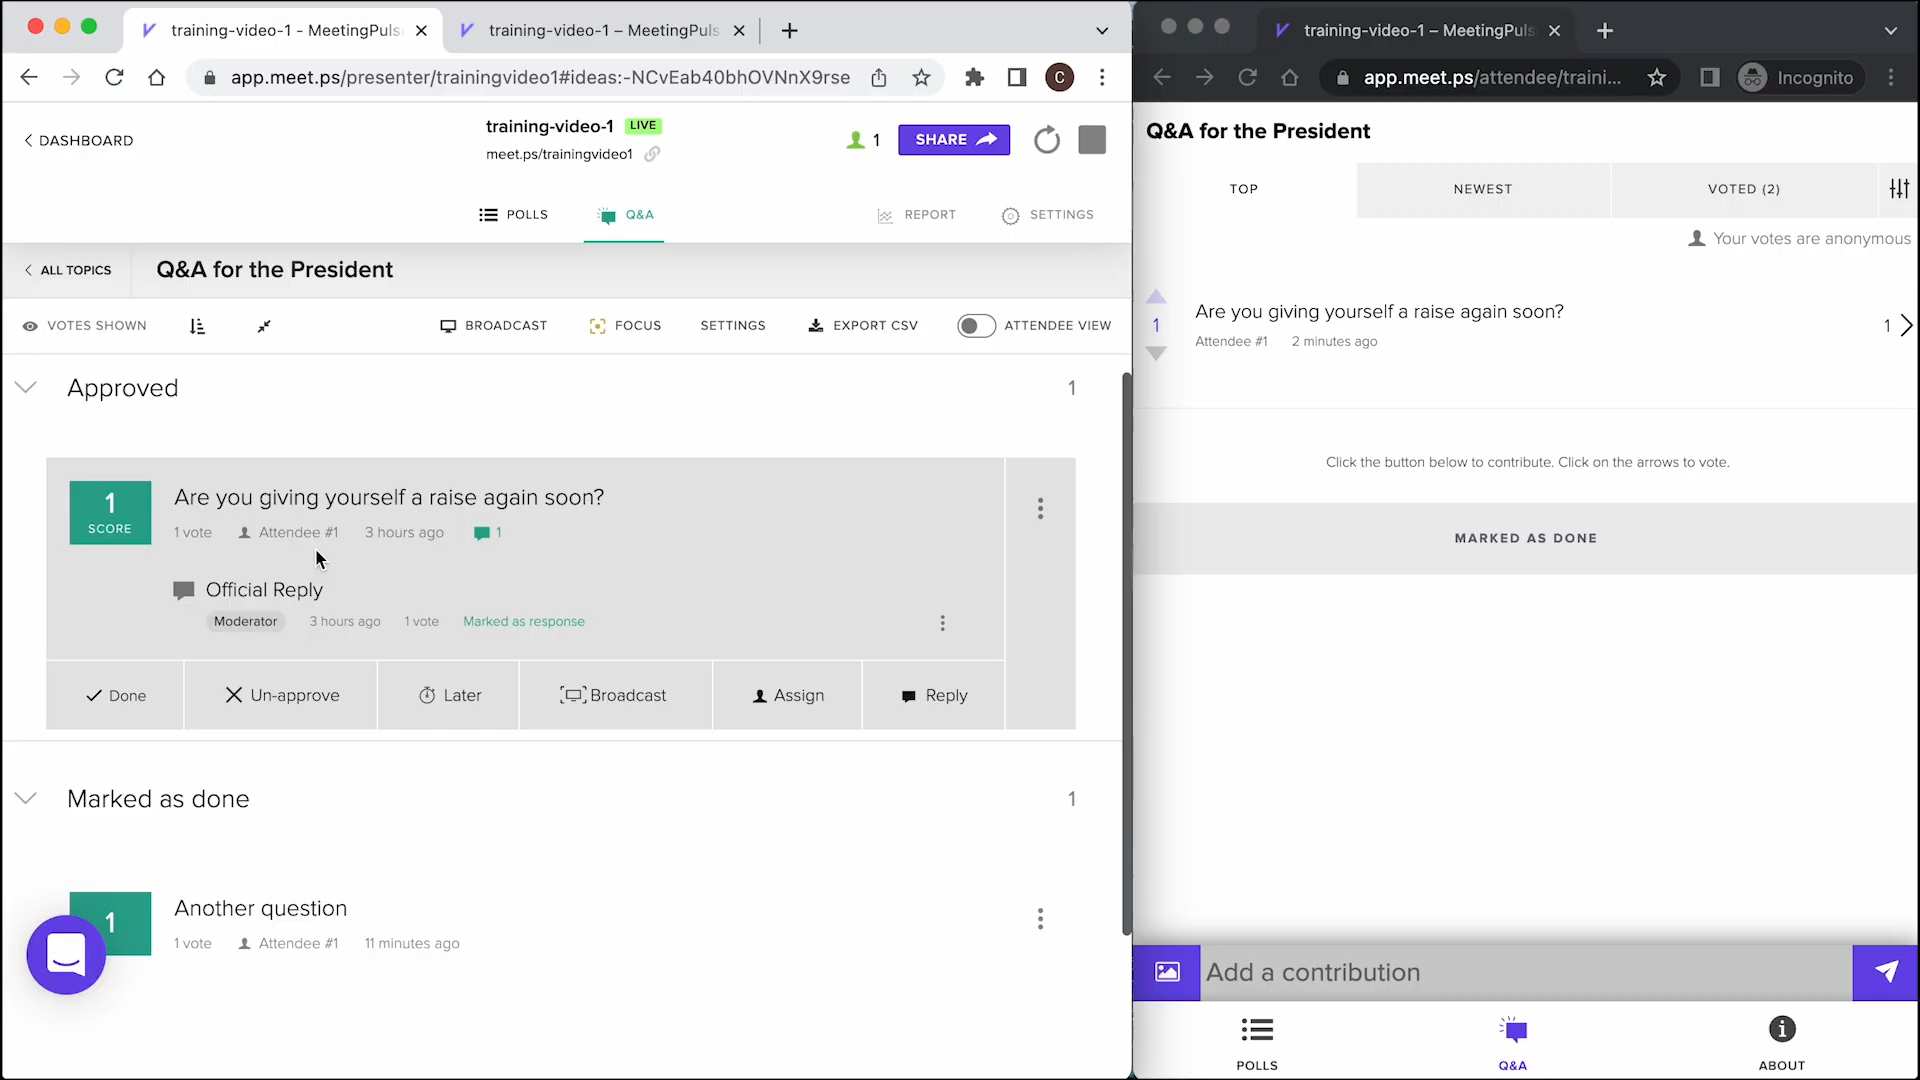 training-video-1 - MeetingPuls
training-video-1 – MeetingPuls
app.meet.ps/presenter/trainingvideo1#ideas:-NCvEab40bhOVNnX9rse
C
DASHBOARD
training-video-1 LIVE
meet.ps/trainingvideo1
1
SHARE
POLLS
Q&A
REPORT
SETTINGS
ALL TOPICS
Q&A for the President
VOTES SHOWN
BROADCAST
FOCUS
SETTINGS
EXPORT CSV
ATTENDEE VIEW
Approved
1
1
SCORE
Are you giving yourself a raise again soon?
1 vote Attendee #1 3 hours ago 1
Official Reply
Moderator 3 hours ago 1 vote Marked as response
Done
Un-approve
Later
Broadcast
Assign
Reply
Marked as done
1
1
Another question
1 vote Attendee #1 11 minutes ago
training-video-1 – MeetingPuls
app.meet.ps/attendee/traini...
Incognito
Q&A for the President
TOP
NEWEST
VOTED (2)
Your votes are anonymous
1
Are you giving yourself a raise again soon?
Attendee #1 2 minutes ago
1
Click the button below to contribute. Click on the arrows to vote.
MARKED AS DONE
Add a contribution
POLLS
Q&A
ABOUT